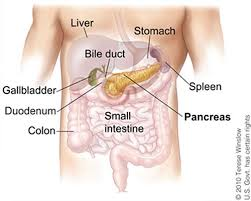 Liver
Stomach
Bile duct
Gallbladder
Spleen
Duodenum
Colon
Small
intestine
Pancreas
© 2010 Terese Winslow
U.S. Govt. has certain rights